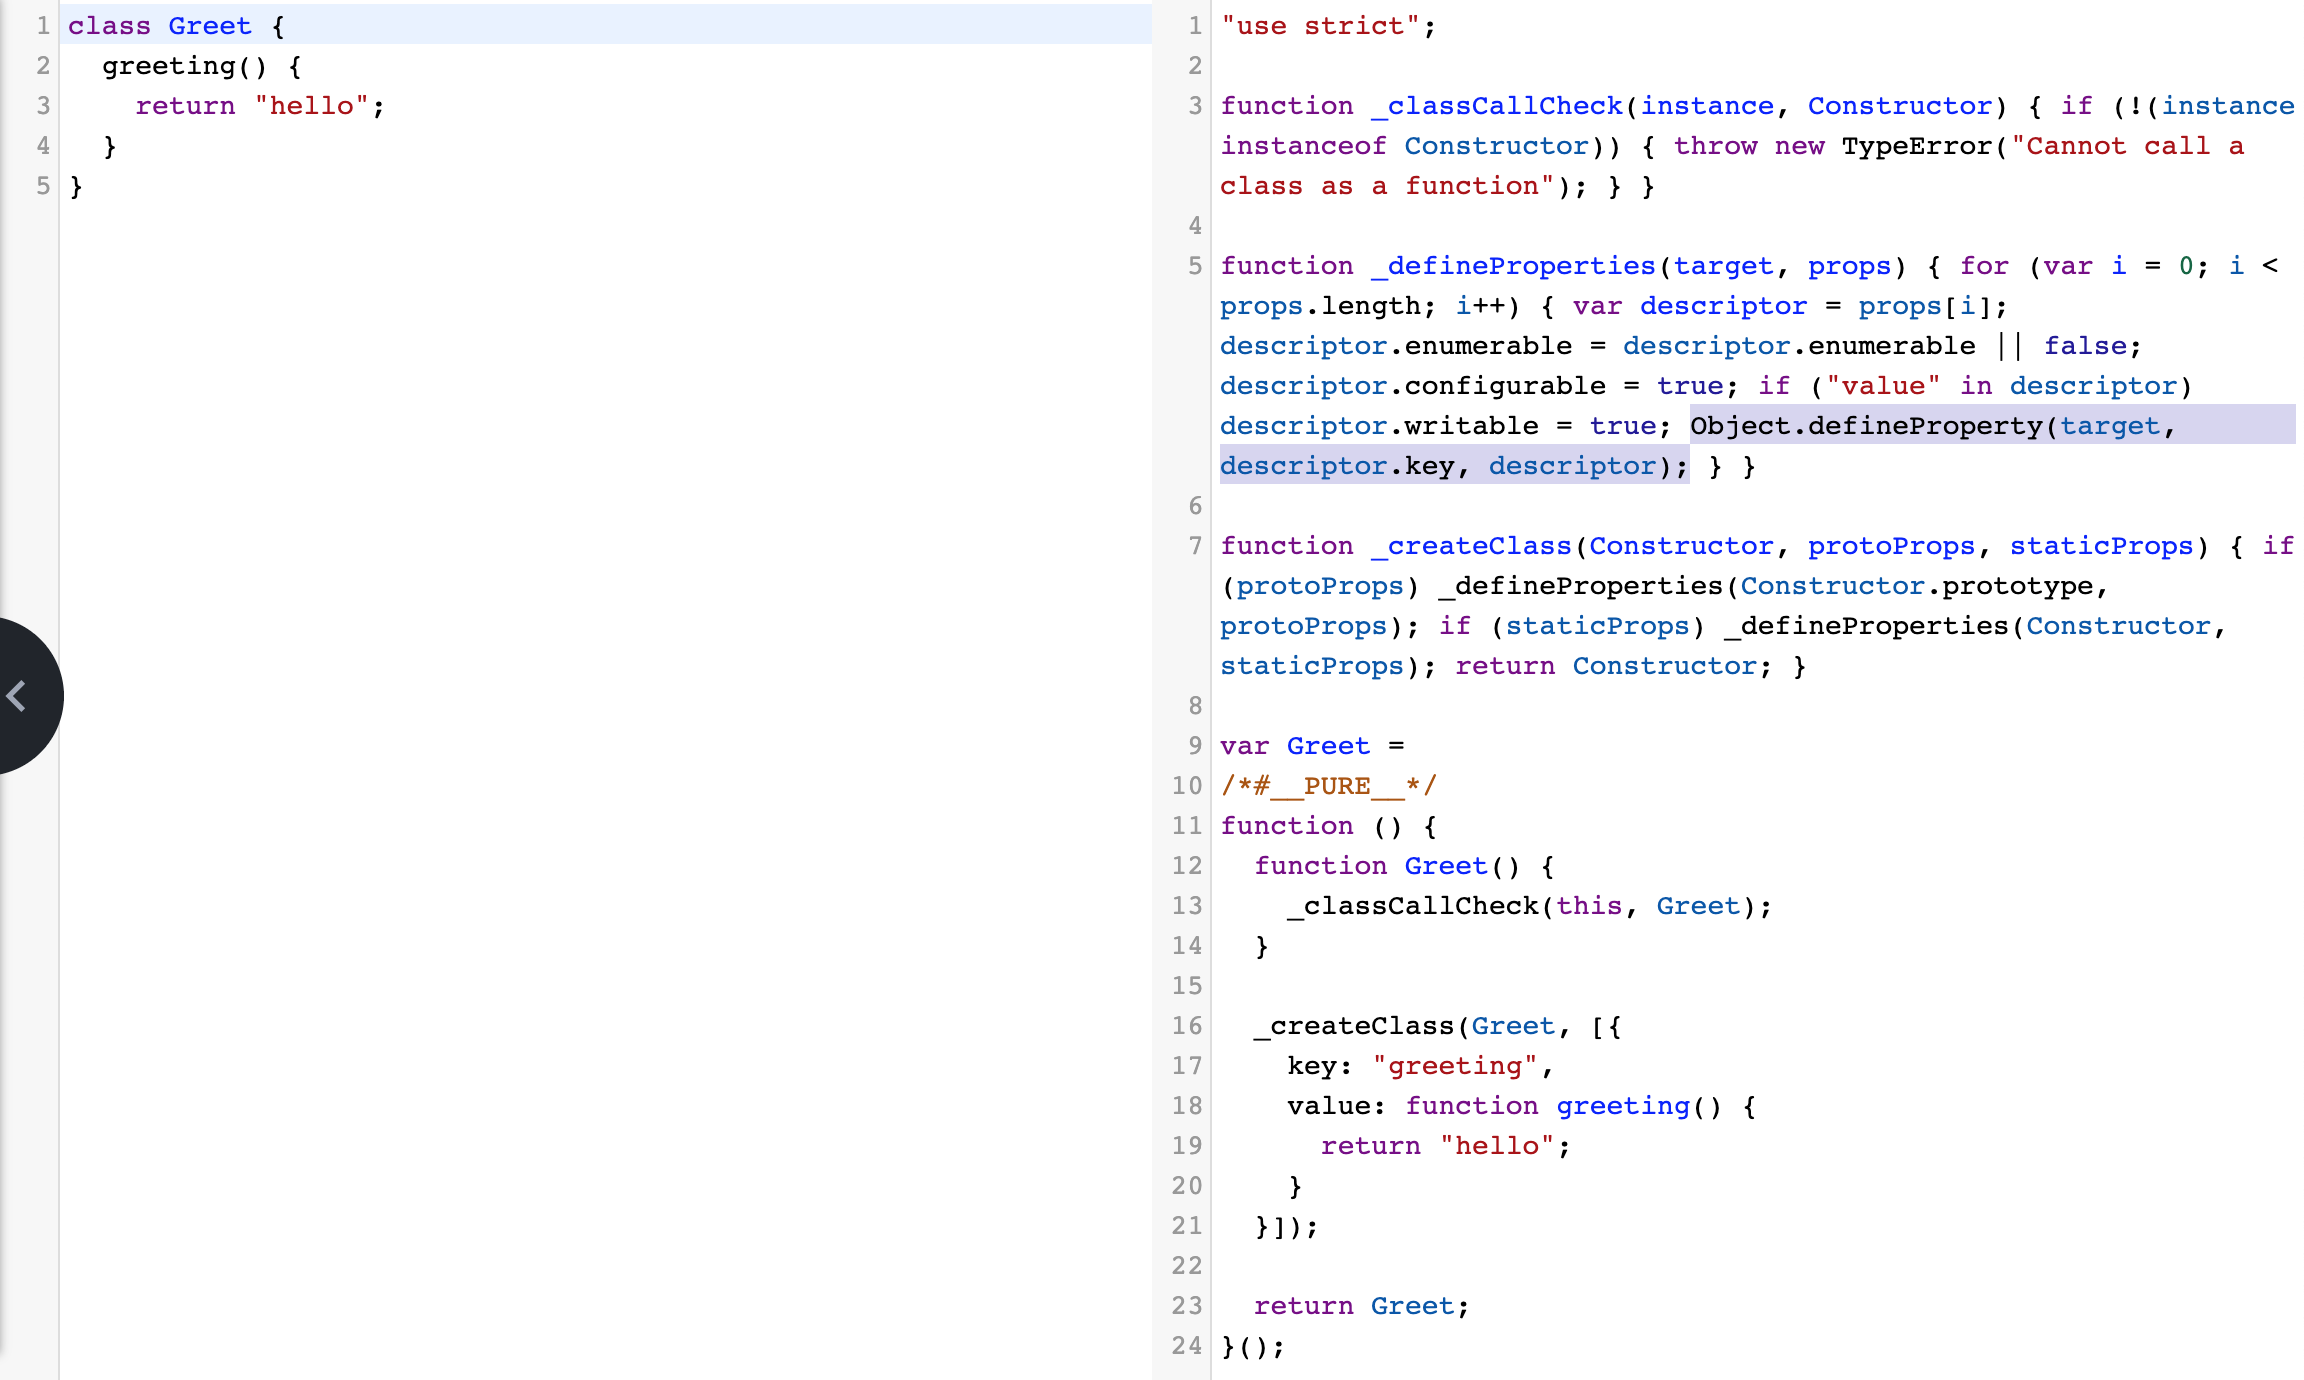 1 class Greet {
2   greeting() {
3     return "hello";
4   }
5 }
1 "use strict";
2
3 function _classCallCheck(instance, Constructor) { if (!(instance
instanceof Constructor)) { throw new TypeError("Cannot call a
class as a function"); } }
4
5 function _defineProperties(target, props) { for (var i = 0; i <
props.length; i++) { var descriptor = props[i];
descriptor.enumerable = descriptor.enumerable || false;
descriptor.configurable = true; if ("value" in descriptor)
descriptor.writable = true; Object.defineProperty(target,
descriptor.key, descriptor); } }
6
7 function _createClass(Constructor, protoProps, staticProps) { if
(protoProps) _defineProperties(Constructor.prototype,
protoProps); if (staticProps) _defineProperties(Constructor,
staticProps); return Constructor; }
8
9 var Greet =
10 /*#__PURE__*/
11 function () {
12   function Greet() {
13     _classCallCheck(this, Greet);
14   }
15
16   _createClass(Greet, [{
17     key: "greeting",
18     value: function greeting() {
19       return "hello";
20     }
21   }]);
22
23   return Greet;
24 }();